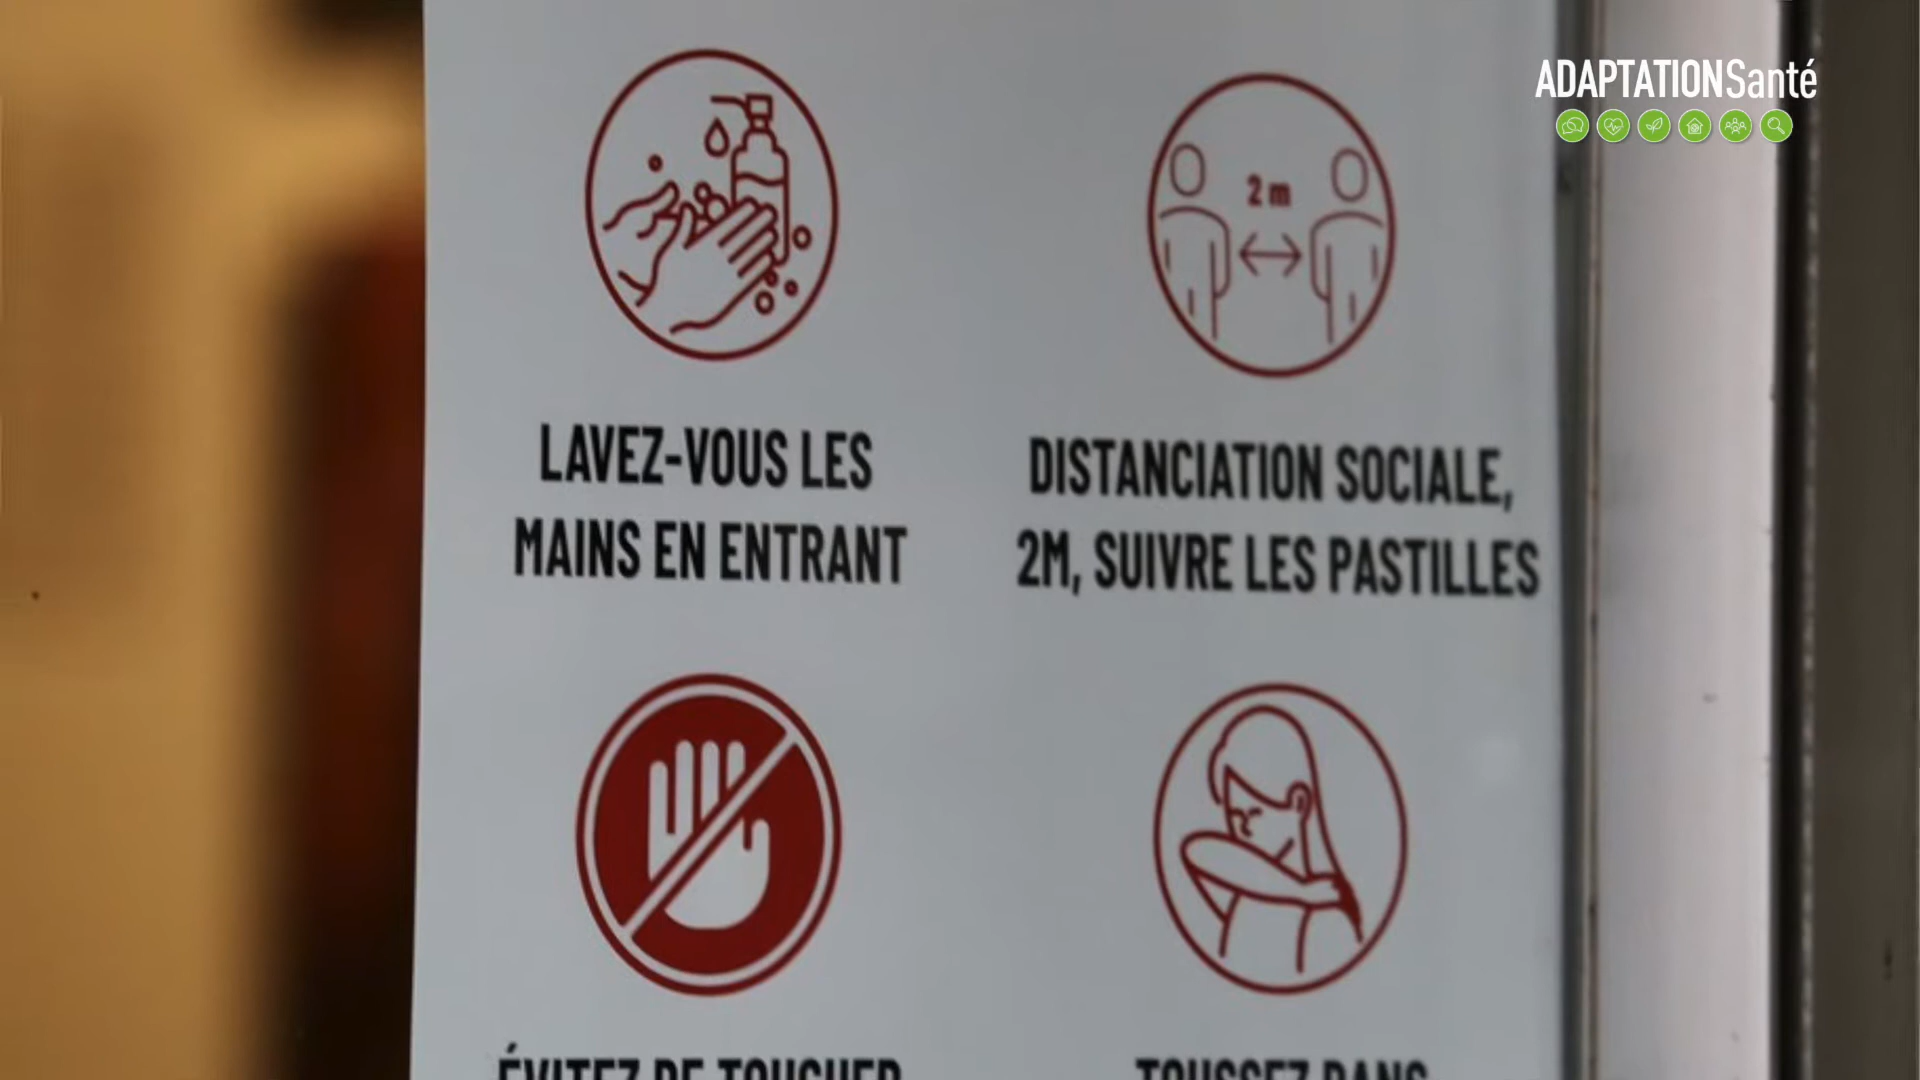 ADAPTATIONSanté
2 m
LAVEZ-VOUS LES
MAINS EN ENTRANT
DISTANCIATION SOCIALE,
2M, SUIVRE LES PASTILLES
ÉVITEZ DE TOUCHER
TOUSSEZ DANS